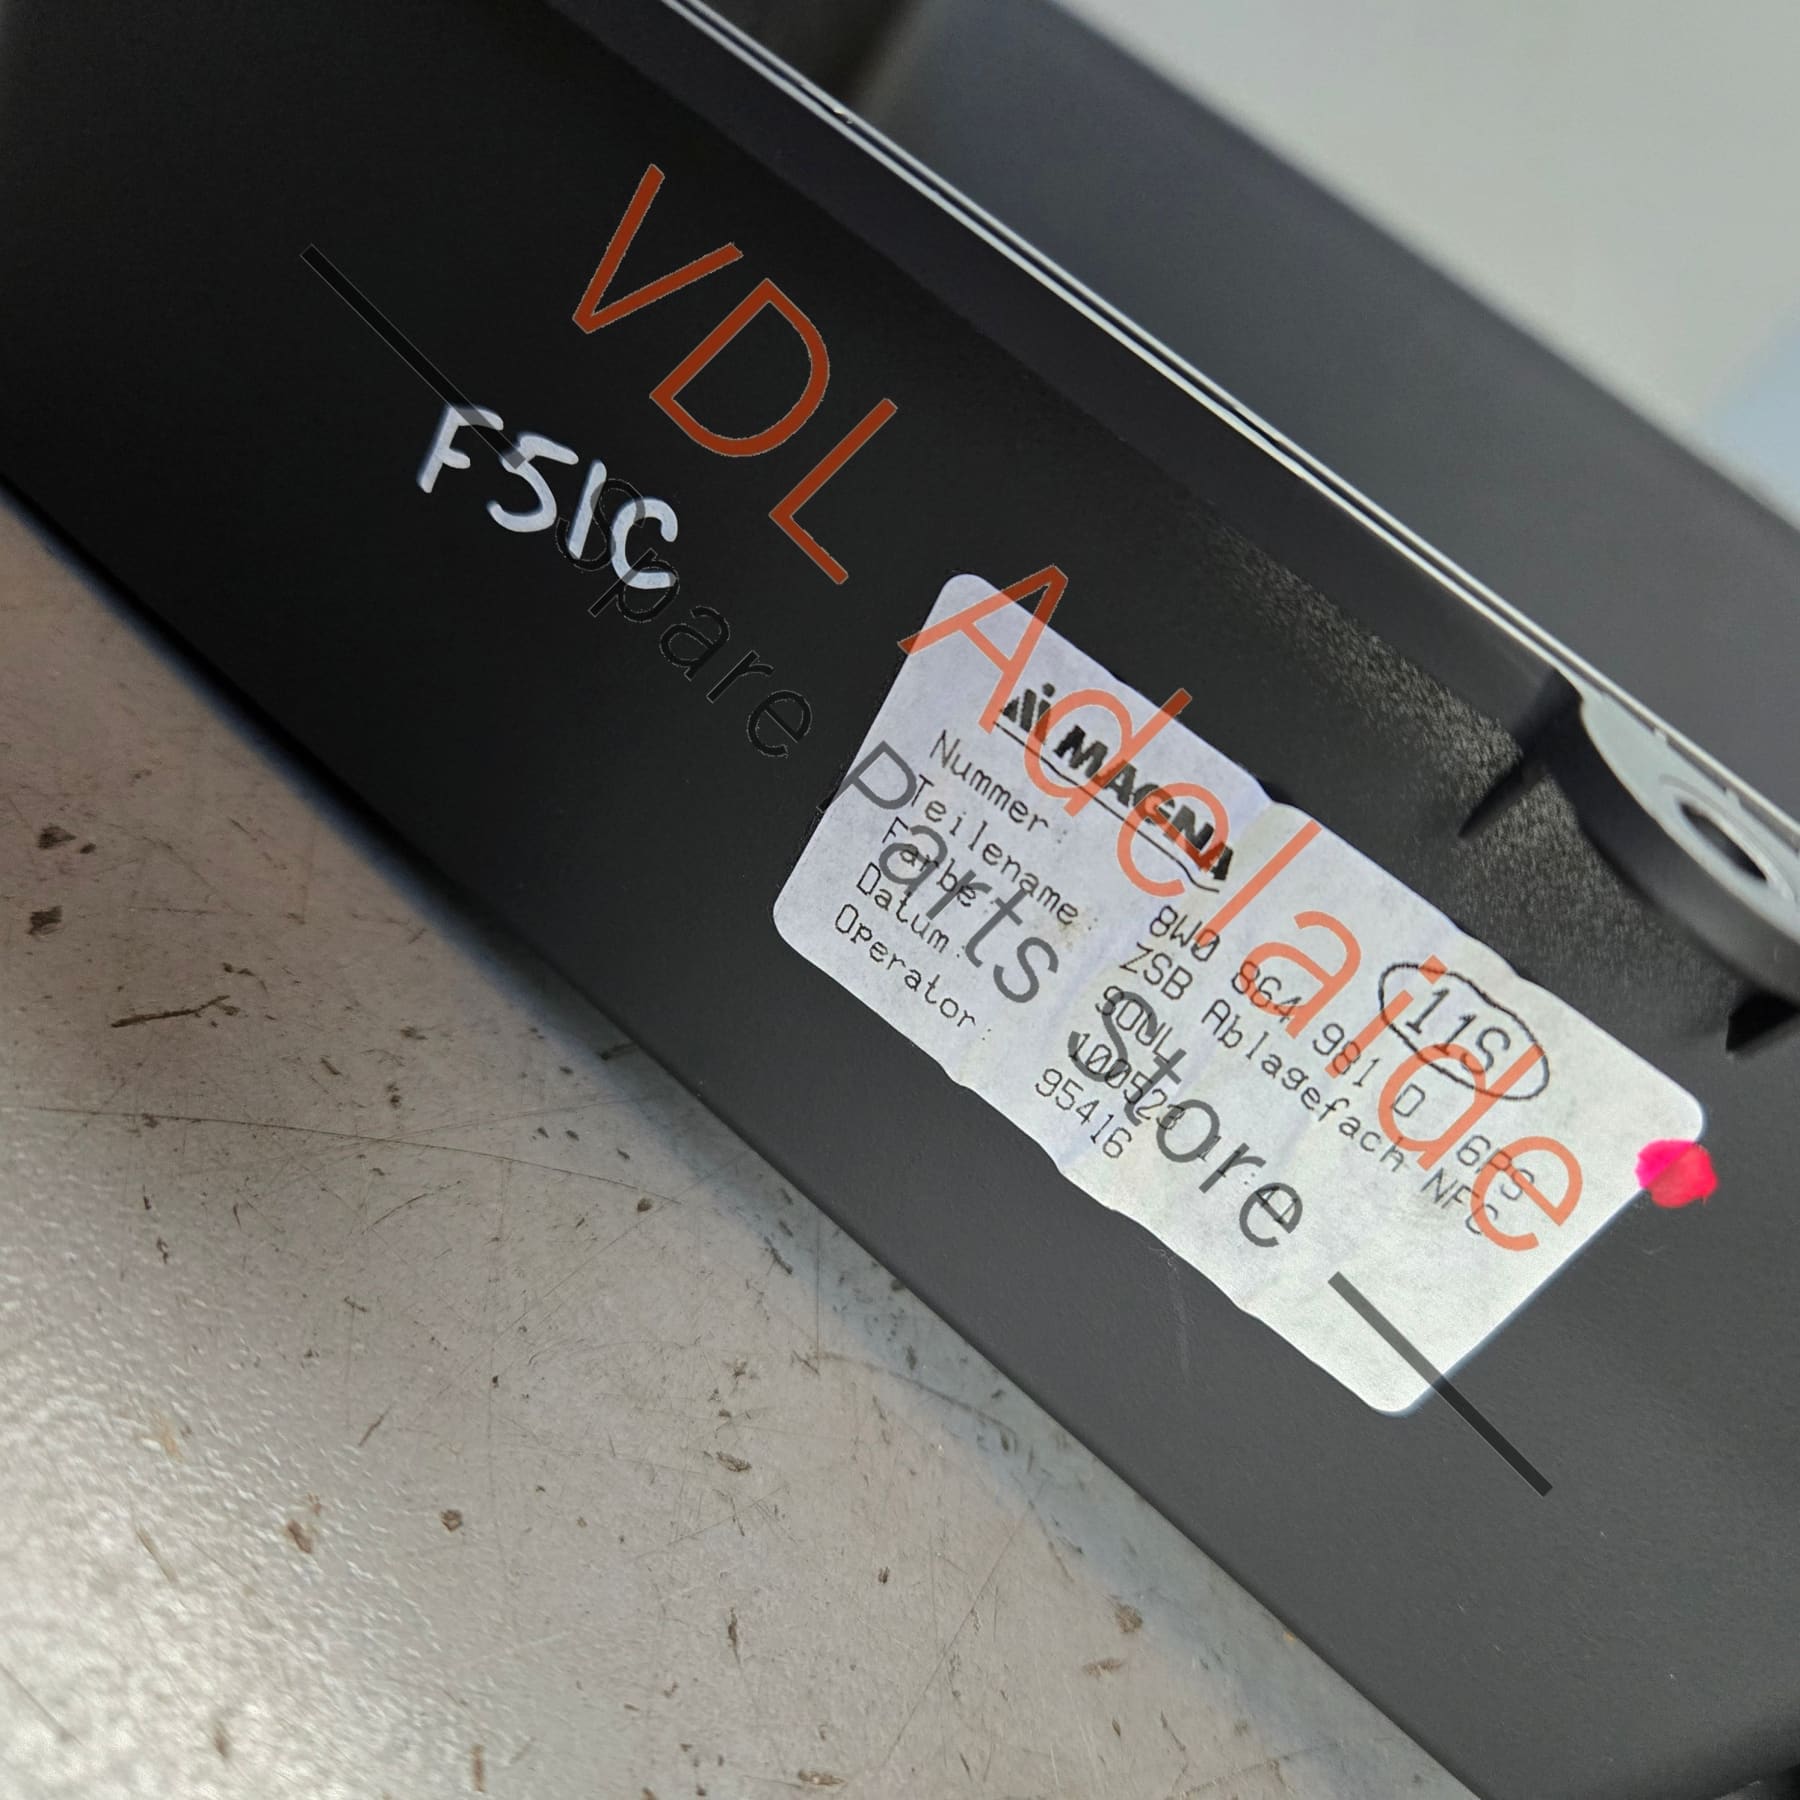 VDL Adelaide
Spare Parts Store
F51C
MAGNA
11S
Nummer: 8W0 864 981 D 6PS
Teilename: ZSB Ablagefach NFC
Farbe: SOUL
Datum: 100523
Operator: 95416